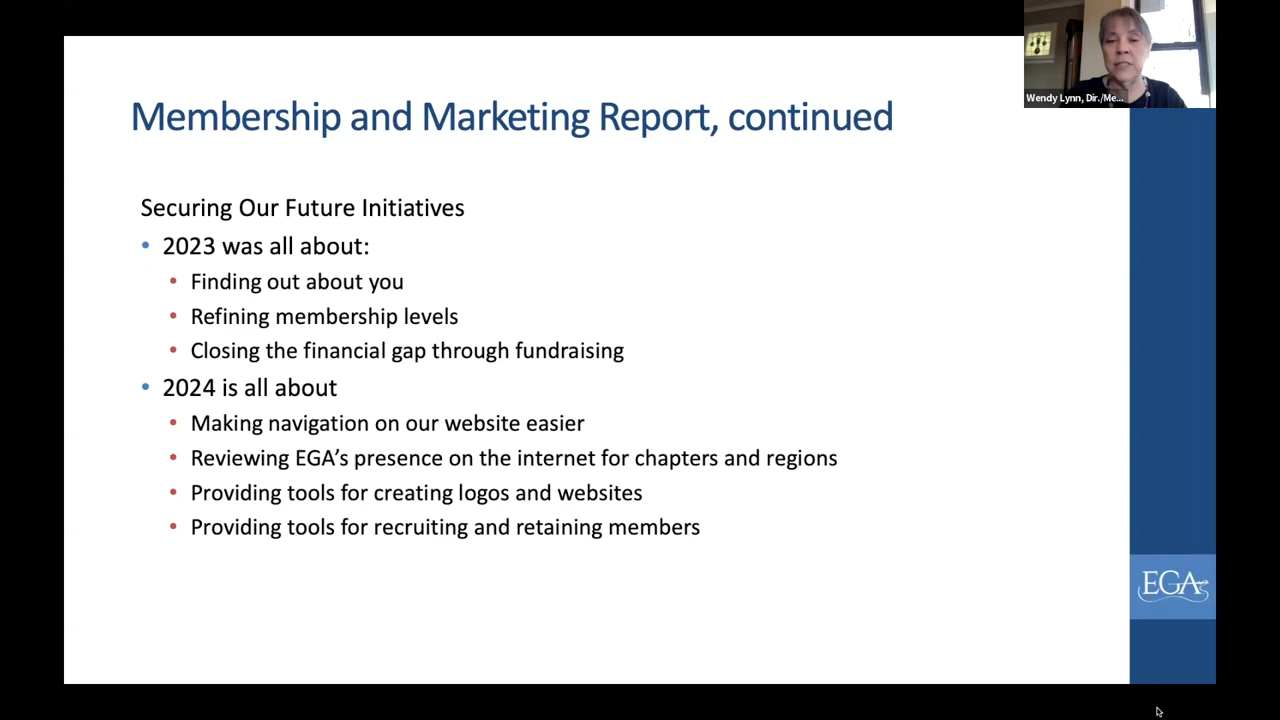 Wendy Lynn, Dir./Me...
Membership and Marketing Report, continued
Securing Our Future Initiatives
• 2023 was all about:
• Finding out about you
• Refining membership levels
• Closing the financial gap through fundraising
• 2024 is all about
• Making navigation on our website easier
• Reviewing EGA’s presence on the internet for chapters and regions
• Providing tools for creating logos and websites
• Providing tools for recruiting and retaining members
EGA